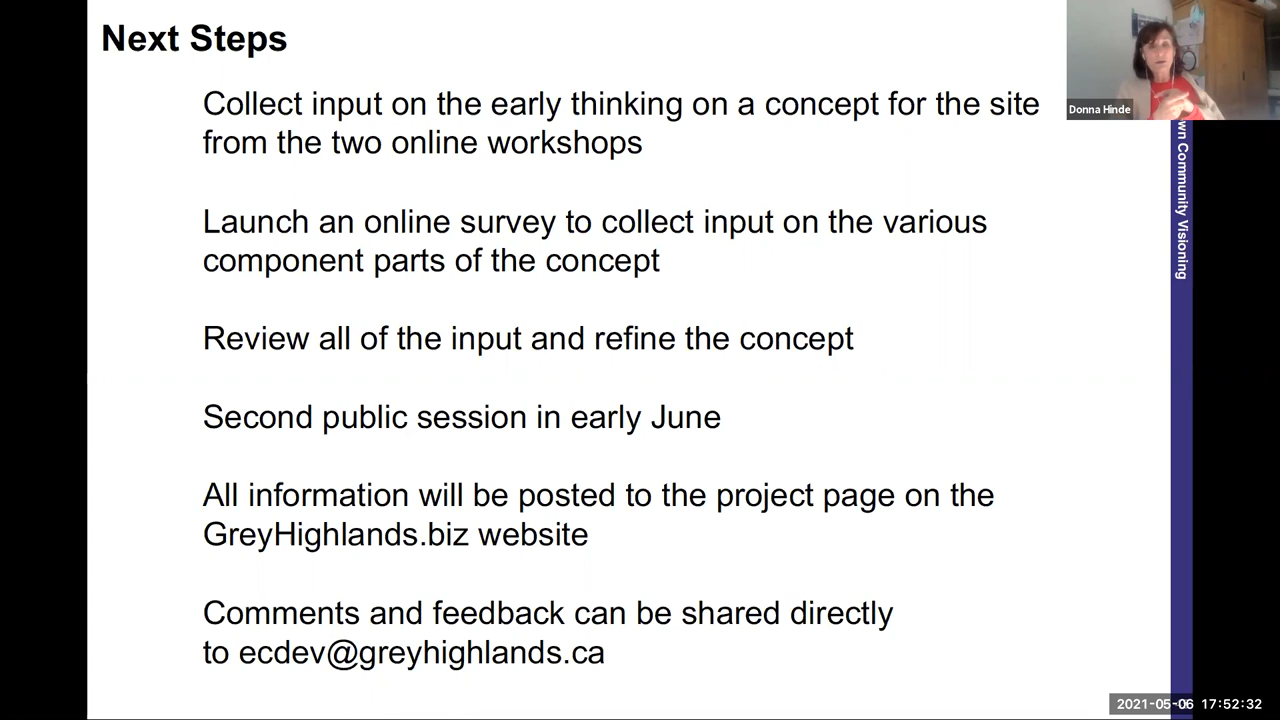 Next Steps
Collect input on the early thinking on a concept for the site
from the two online workshops
Launch an online survey to collect input on the various
component parts of the concept
Review all of the input and refine the concept
Second public session in early June
All information will be posted to the project page on the
GreyHighlands.biz website
Comments and feedback can be shared directly
to ecdev@greyhighlands.ca
Donna Hinde
Community Visioning
2021-05-06 17:52:32